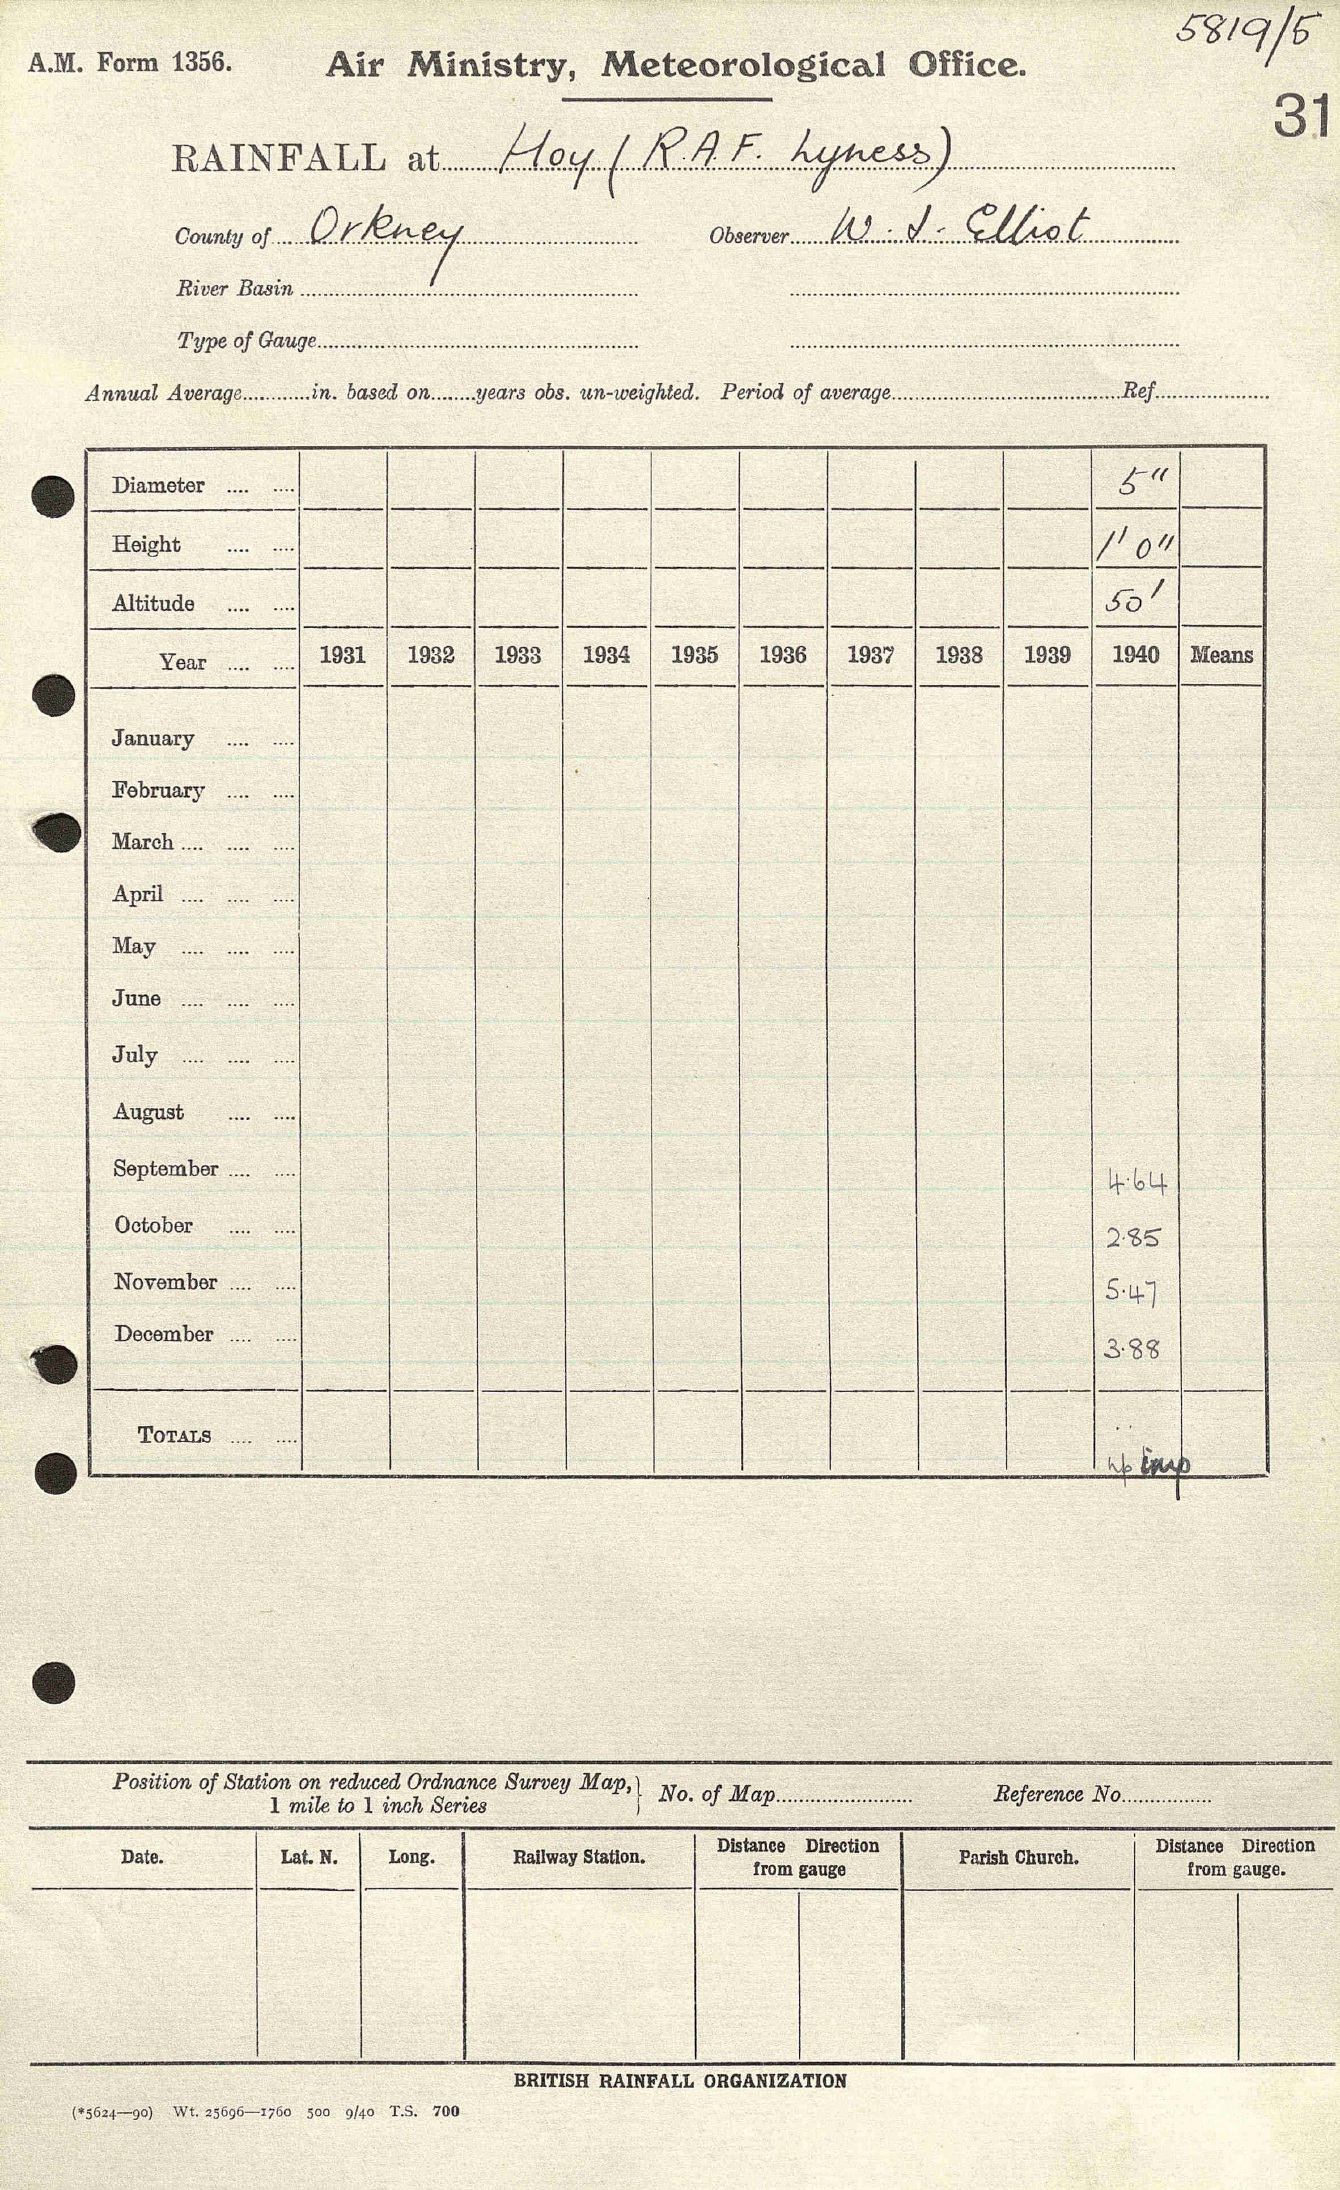 5819/5
A.M. Form 1356. Air Ministry, Meteorological Office.
31
RAINFALL at Hoy (R.A.F. Lyness)
County of Orkney Observer W. J. Elliot
River Basin
Type of Gauge
Annual Average in. based on years obs. un-weighted. Period of average Ref.
Diameter 5"
Height 1' 0"
Altitude 50'
Year 1931 1932 1933 1934 1935 1936 1937 1938 1939 1940 Means
January
February
March
April
May
June
July
August
September 4.64
October 2.85
November 5.47
December 3.88
TOTALS
imp
Position of Station on reduced Ordnance Survey Map, No. of Map Reference No.
1 mile to 1 inch Series
Date. Lat. N. Long. Railway Station. Distance Direction from gauge Parish Church. Distance Direction from gauge.
BRITISH RAINFALL ORGANIZATION
(*5624—90) Wt. 25696—1760 500 9/40 T.S. 700